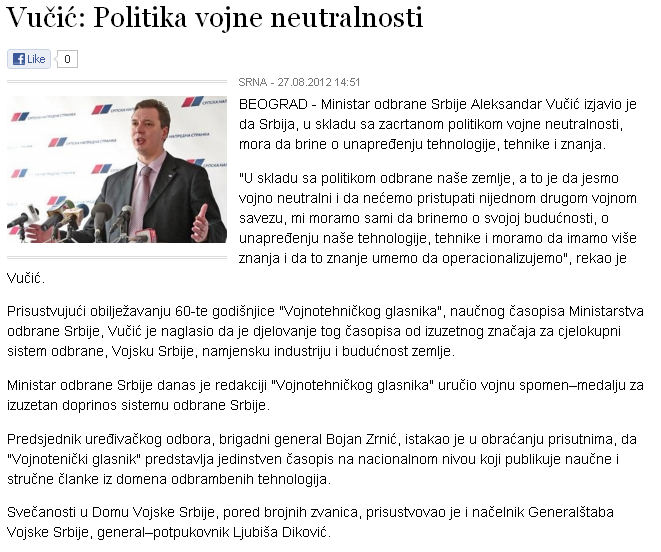 Vučić: Politika vojne neutralnosti
Like 0
SRNA - 27.08.2012 14:51
СРПСКА НАПРЕДНА СТРАНКА
BEOGRAD - Ministar odbrane Srbije Aleksandar Vučić izjavio je
da Srbija, u skladu sa zacrtanom politikom vojne neutralnosti,
mora da brine o unapređenju tehnologije, tehnike i znanja.
"U skladu sa politikom odbrane naše zemlje, a to je da jesmo
vojno neutralni i da nećemo pristupati nijednom drugom vojnom
savezu, mi moramo sami da brinemo o svojoj budućnosti, o
unapređenju naše tehnologije, tehnike i moramo da imamo više
znanja i da to znanje umemo da operacionalizujemo", rekao je
Vučić.
Prisustvujući obilježavanju 60-te godišnjice "Vojnotehničkog glasnika", naučnog časopisa Ministarstva
odbrane Srbije, Vučić je naglasio da je djelovanje tog časopisa od izuzetnog značaja za cjelokupni
sistem odbrane, Vojsku Srbije, namjensku industriju i budućnost zemlje.
Ministar odbrane Srbije danas je redakciji "Vojnotehničkog glasnika" uručio vojnu spomen–medalju za
izuzetan doprinos sistemu odbrane Srbije.
Predsjednik uređivačkog odbora, brigadni general Bojan Zrnić, istakao je u obraćanju prisutnima, da
"Vojnotenički glasnik" predstavlja jedinstven časopis na nacionalnom nivou koji publikuje naučne i
stručne članke iz domena odbrambenih tehnologija.
Svečanosti u Domu Vojske Srbije, pored brojnih zvanica, prisustvovao je i načelnik Generalštaba
Vojske Srbije, general–potpukovnik Ljubiša Diković.